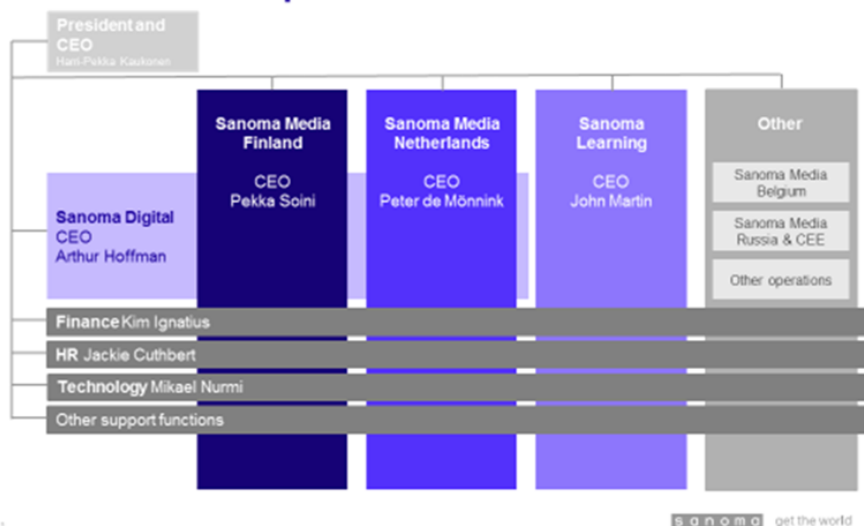 President and
CEO
Harri-Pekka Kaukonen
Sanoma Media
Finland
CEO
Pekka Soini
Sanoma Media
Netherlands
CEO
Peter de Mönnink
Sanoma
Learning
CEO
John Martin
Other
Sanoma Media
Belgium
Sanoma Media
Russia & CEE
Other operations
Sanoma Digital
CEO
Arthur Hoffman
Finance Kim Ignatius
HR Jackie Cuthbert
Technology Mikael Nurmi
Other support functions
sanoma get the world